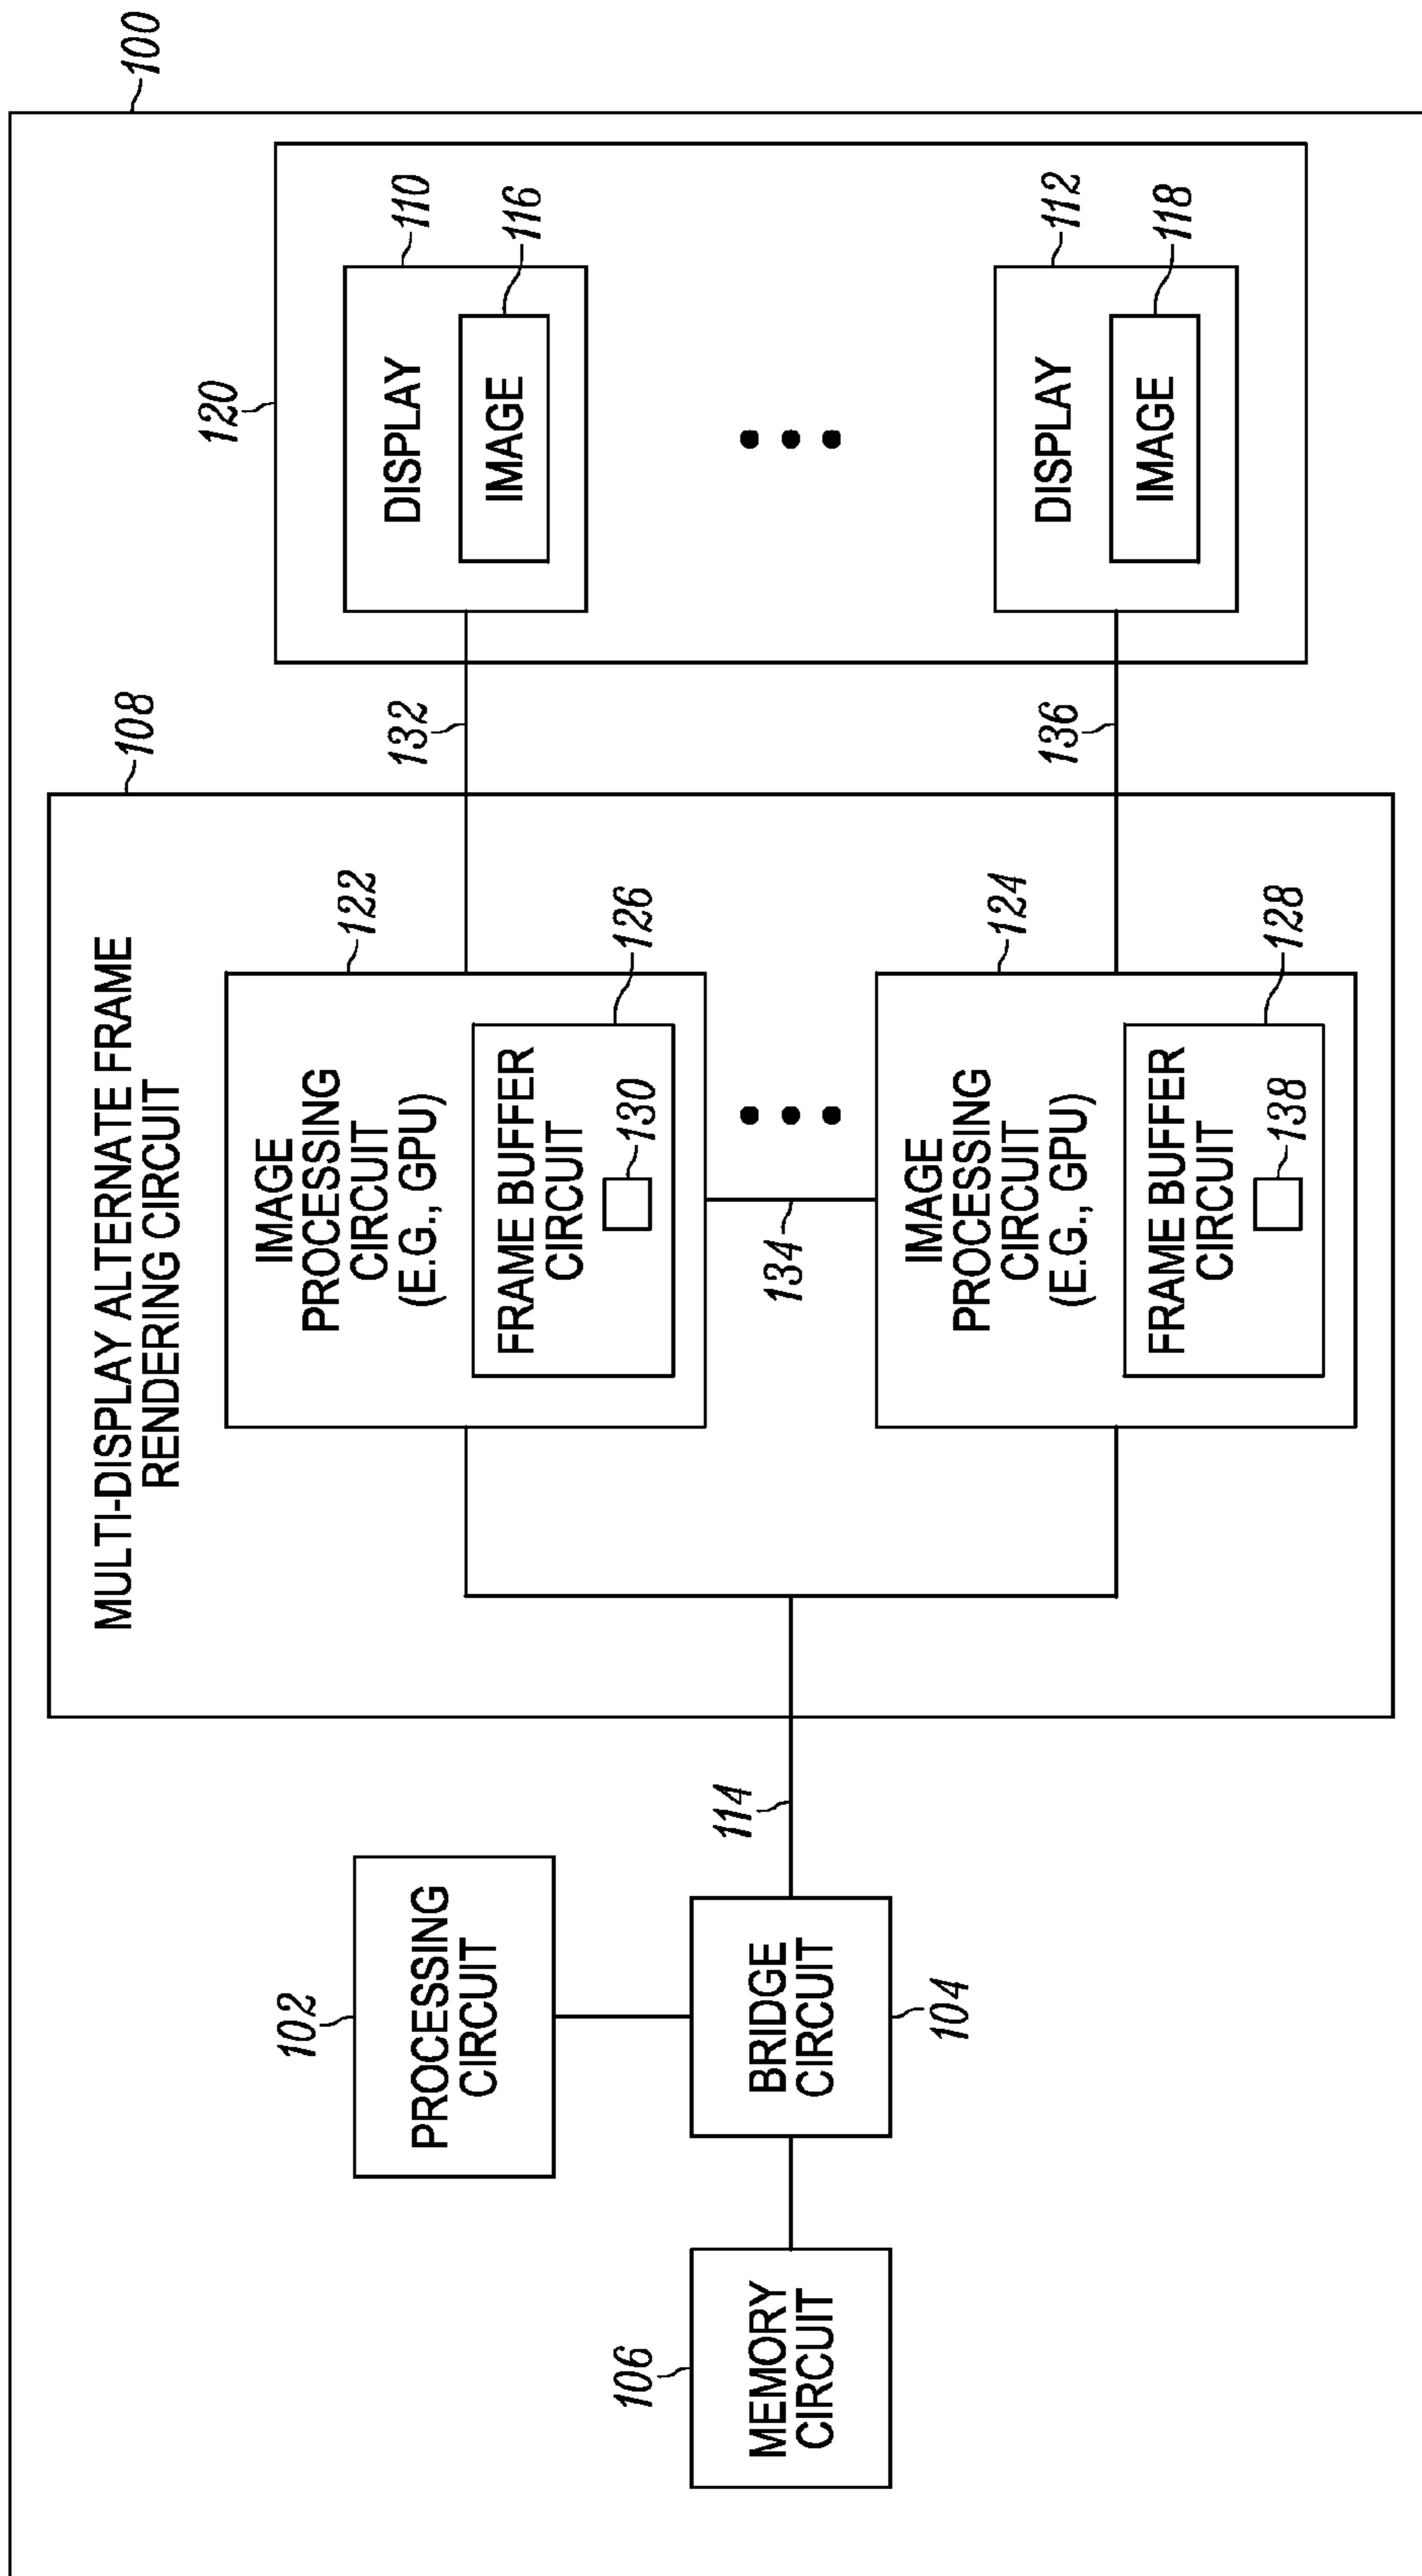 100
MULTI-DISPLAY ALTERNATE FRAME
RENDERING CIRCUIT
108
120
102
PROCESSING
CIRCUIT
106
MEMORY
CIRCUIT
BRIDGE
CIRCUIT
104
114
IMAGE
PROCESSING
CIRCUIT
(E.G., GPU)
122
FRAME BUFFER
CIRCUIT
126
130
134
IMAGE
PROCESSING
CIRCUIT
(E.G., GPU)
124
FRAME BUFFER
CIRCUIT
128
138
132
136
DISPLAY
110
IMAGE
116
DISPLAY
112
IMAGE
118